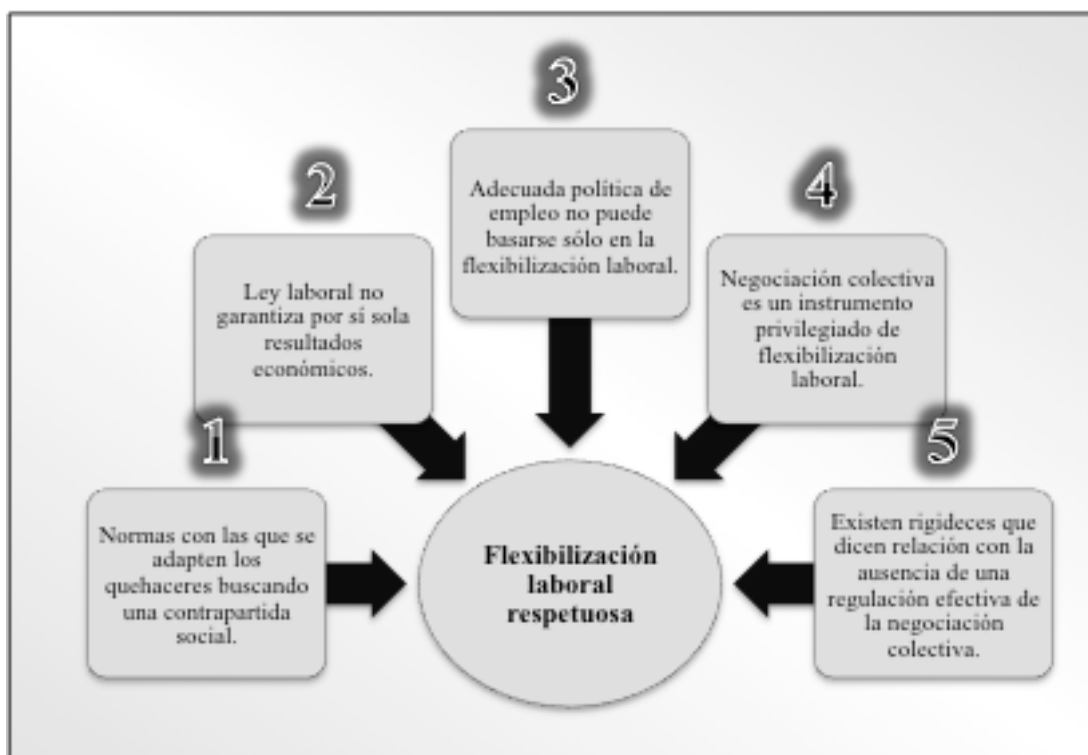 1
Normas con las que se
adapten los
quehaceres buscando
una contrapartida
social.
2
Ley laboral no
garantiza por sí sola
resultados
económicos.
3
Adecuada política de
empleo no puede
basarse sólo en la
flexibilización laboral.
4
Negociación colectiva
es un instrumento
privilegiado de
flexibilización
laboral.
5
Existen rigideces que
dicen relación con la
ausencia de una
regulación efectiva de
la negociación
colectiva.
Flexibilización
laboral
respetuosa